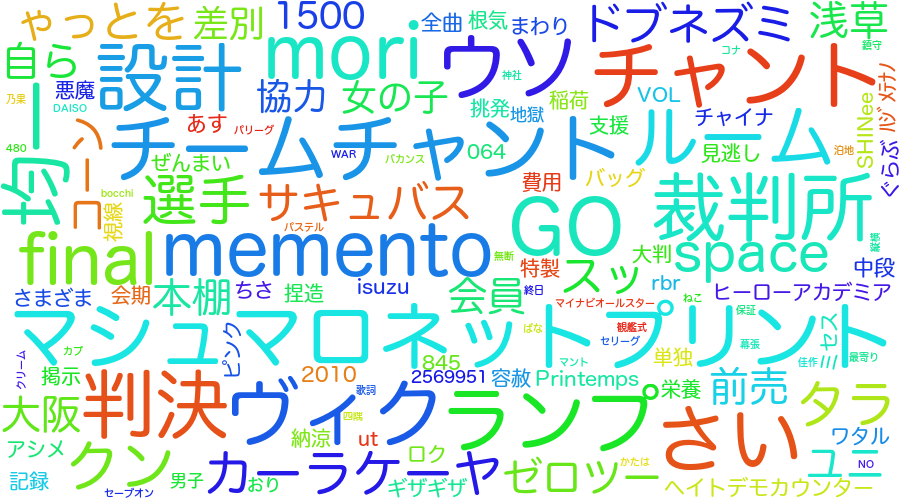 ゃっとを
差別
1500
全曲
根気
まわり
ドブネズミ
浅草
鎮守
自ら
設計
mori
ウソ
コナ
チャント
ﾊﾝﾞﾒﾃﾅﾉ
悪魔
神社
乃果
DAISO
協力
女の子
挑発
地獄
稲荷
VOL
チャイナ
SHINee
均一
コーン
あす
バリーグ
チームチャント
支援
ルーム
480
ぜんまい
WAR
バカンス
064
見逃し
泊地
ぐらぶ
bocchi
視線
選手
サキュバス
費用
バッグ
裁判所
パステル
GO
final
memento
無断
大判
space
縦横
さまざま
会期
本棚
ちさ
捏造
isuzu
会員
終日
特製
スッ
rbr
中段
ヒーローアカデミア
マイナビオールスター
ねこ
マシュマロネットプリント
ピンク
ばな
観艦式
セリーグ
保証
幕張
ミセス
クリーム
カプ
845
マント
単独
佳作
最寄り
掲示
判決
2010
2569951
容赦
Printemps
栄養
前売
歌詞
ヴィク
ランプ
さい
タラ
大阪
四隅
アシメ
納涼
ut
ロク
ワタル
クン
カーラケーヤ
ゼロツー
かたは
ユニ
NO
記録
セーブオン
男子
おり
ギザギザ
ヘイトデモカウンター